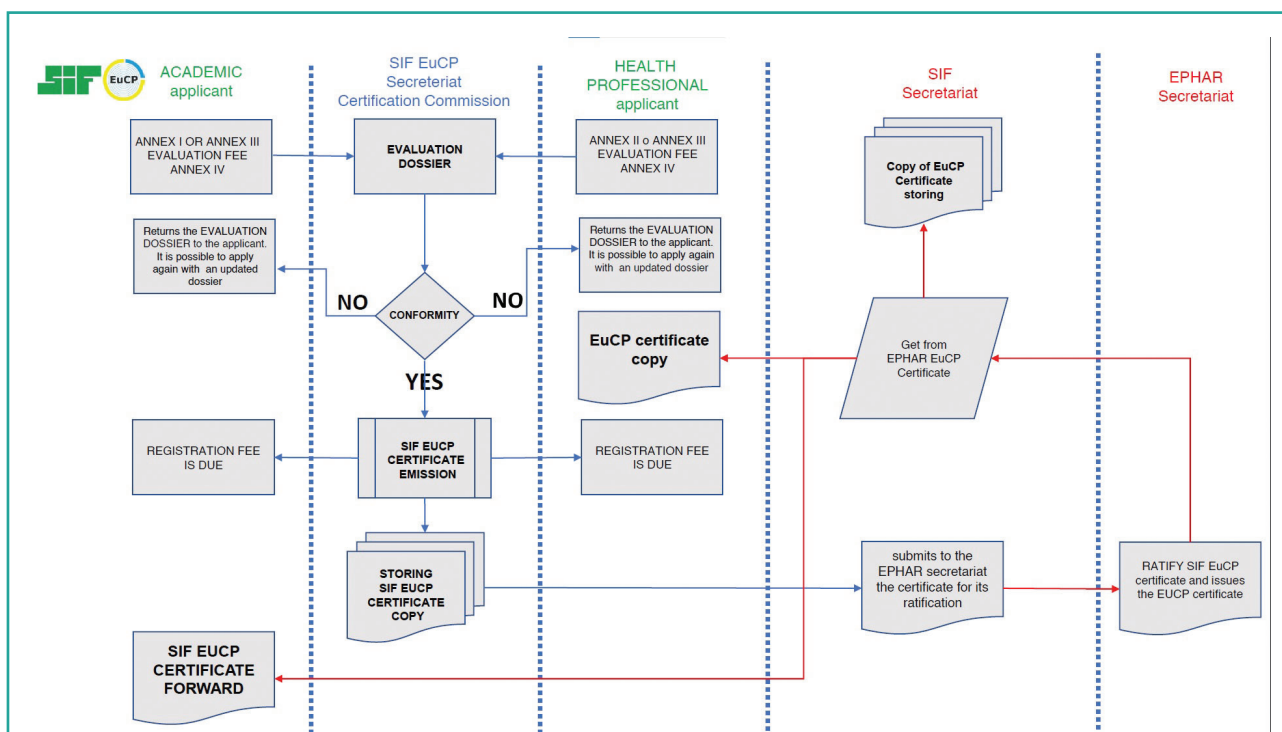 SIF
EuCP
ACADEMIC
applicant
SIF EuCP
Secreteriat
Certification Commission
HEALTH
PROFESSIONAL
applicant
SIF
Secretariat
EPHAR
Secretariat
ANNEX I OR ANNEX III
EVALUATION FEE
ANNEX IV
EVALUATION
DOSSIER
ANNEX II o ANNEX III
EVALUATION FEE
ANNEX IV
Copy of EuCP
Certificate
storing
Returns the EVALUATION
DOSSIER to the applicant.
It is possible to apply
again with an updated
dossier
Returns the EVALUATION
DOSSIER to the applicant.
It is possible to apply again
with an updated dossier
NO
CONFORMITY
NO
EuCP certificate
copy
Get from
EPHAR EuCP
Certificate
YES
REGISTRATION FEE
IS DUE
SIF EUCP
CERTIFICATE
EMISSION
REGISTRATION FEE
IS DUE
STORING
SIF EUCP
CERTIFICATE
COPY
submits to the
EPHAR secretariat
the certificate for its
ratification
RATIFY SIF EuCP
certificate and issues
the EUCP certificate
SIF EUCP
CERTIFICATE
FORWARD